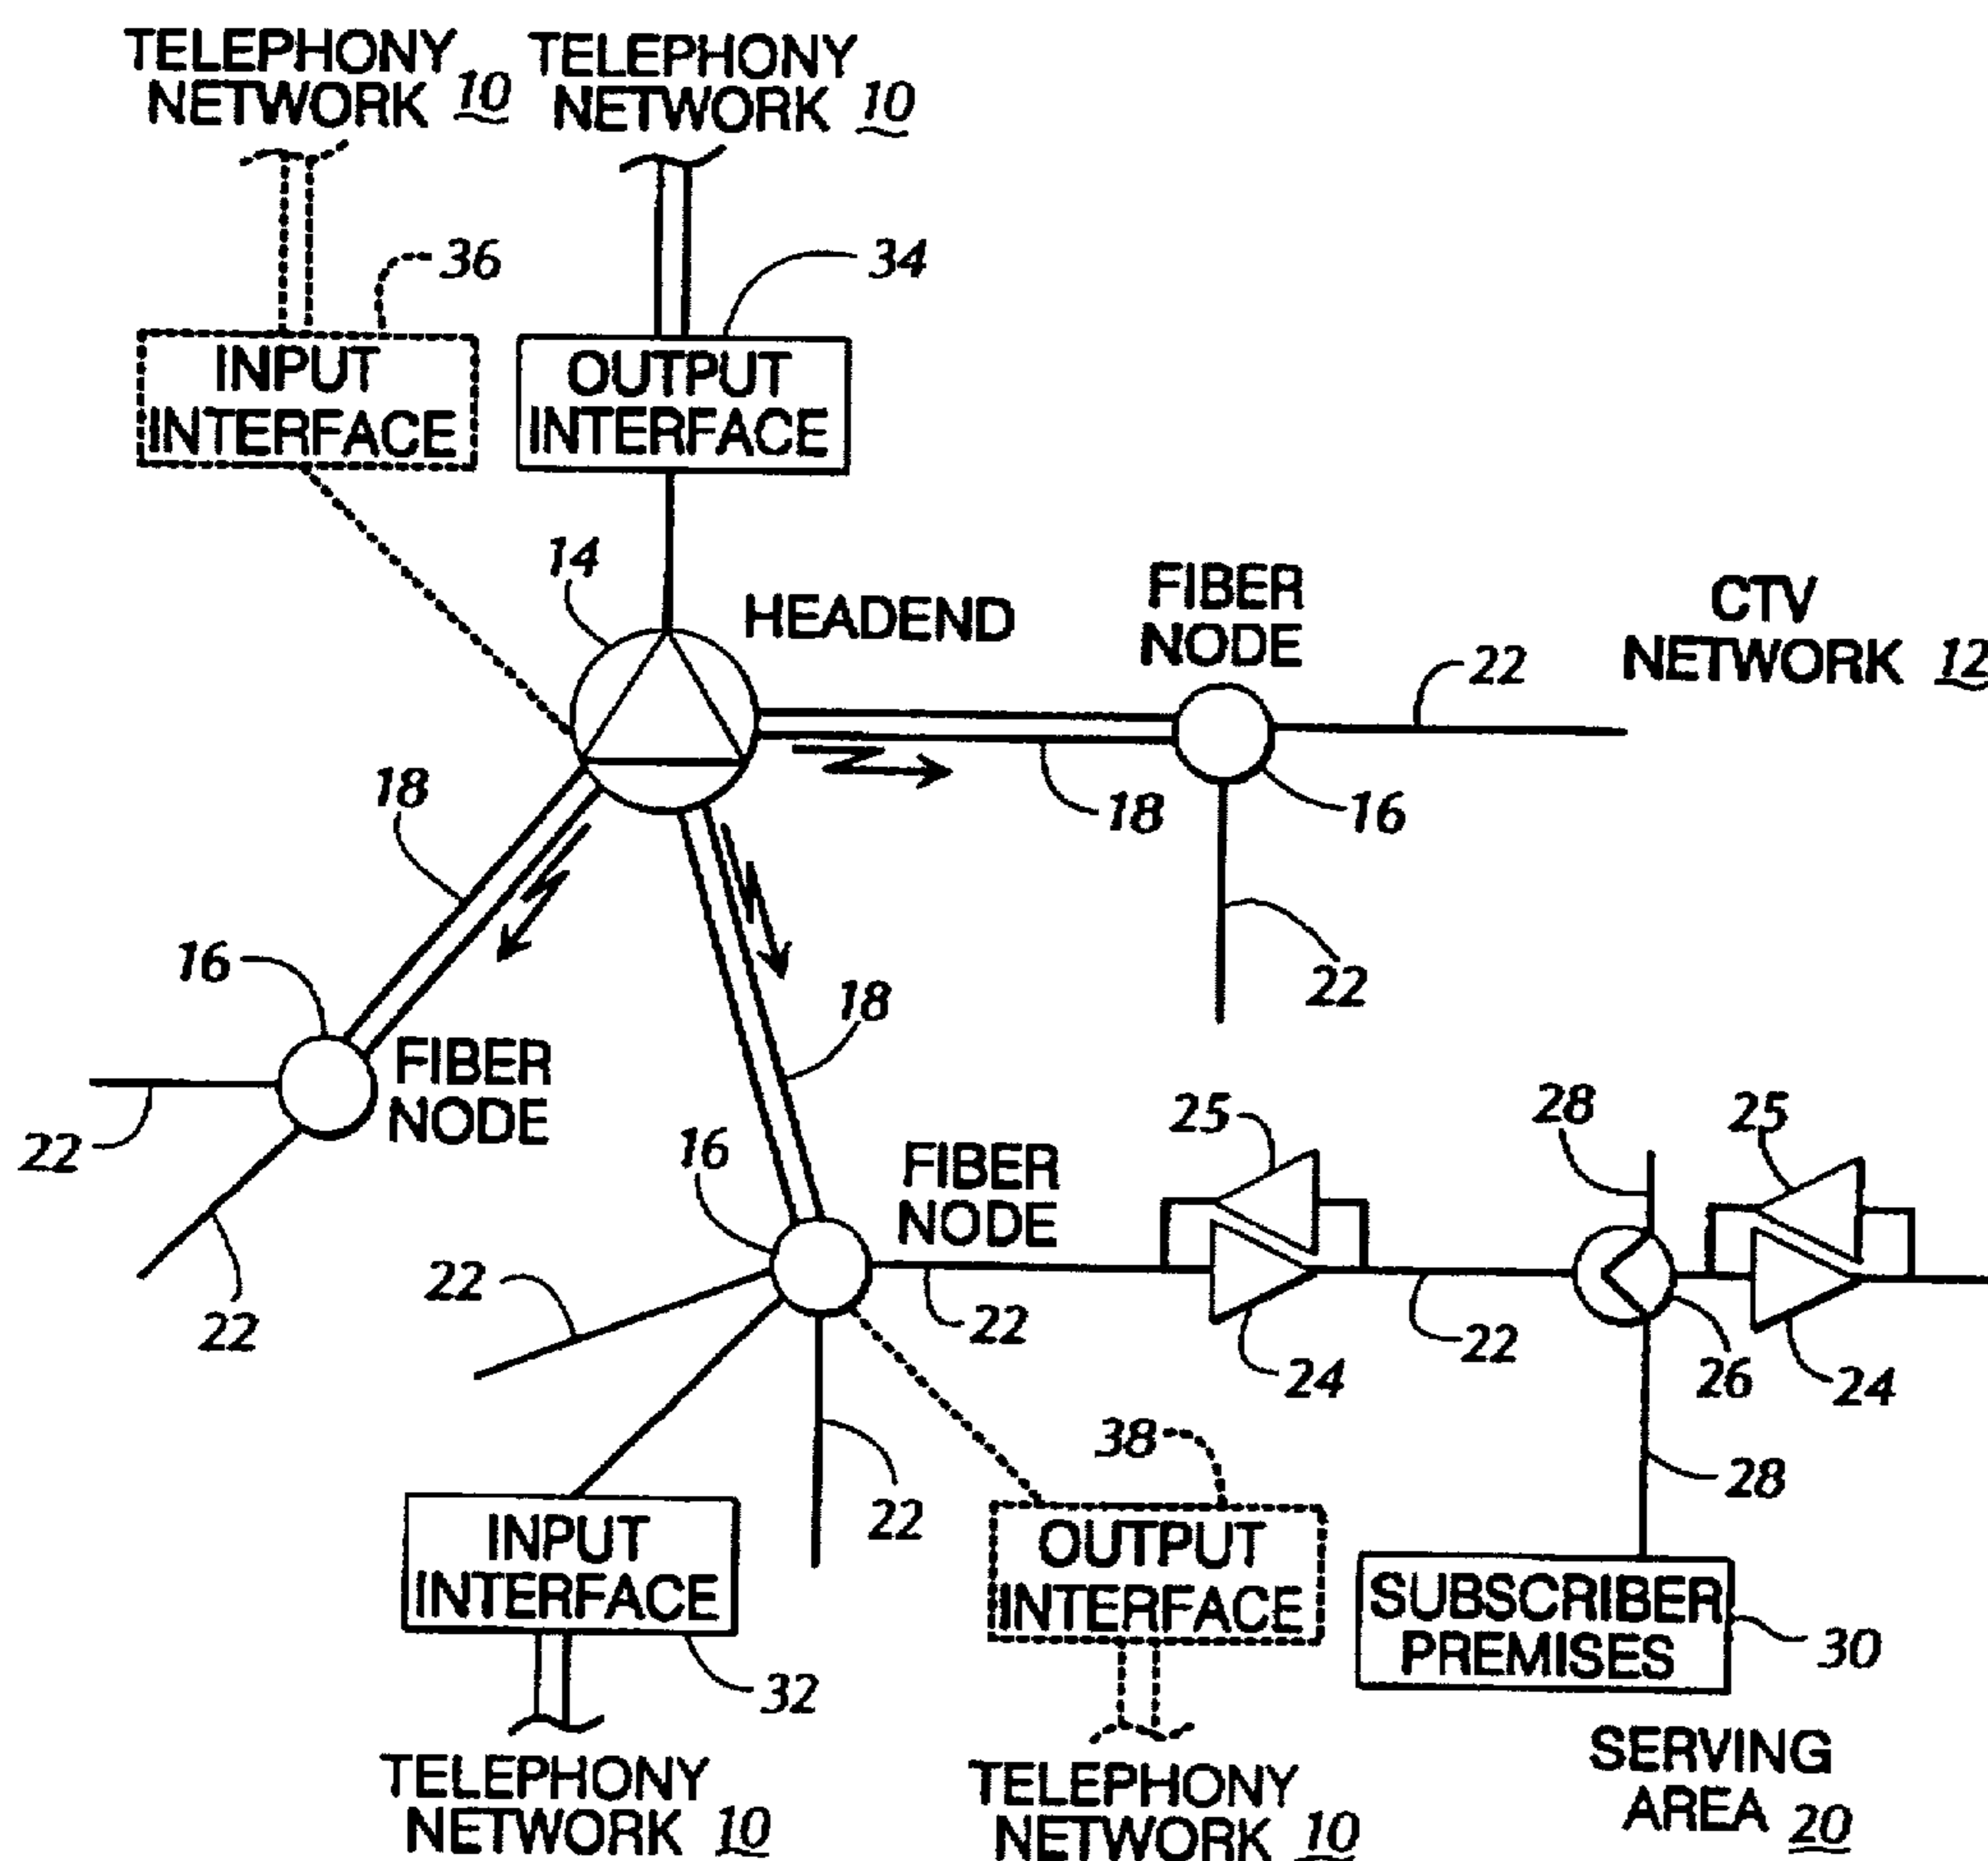 TELEPHONY
NETWORK 10
TELEPHONY
NETWORK 10
36
34
INPUT
INTERFACE
OUTPUT
INTERFACE
14
HEADEND
FIBER
NODE
CTV
NETWORK 12
22
18
18
16
22
16
18
FIBER
NODE
22
22
16
FIBER
NODE
25
28
25
22
22
24
22
26
24
38
28
22
INPUT
INTERFACE
OUTPUT
INTERFACE
SUBSCRIBER
PREMISES
30
32
TELEPHONY
NETWORK 10
TELEPHONY
NETWORK 10
SERVING
AREA 20